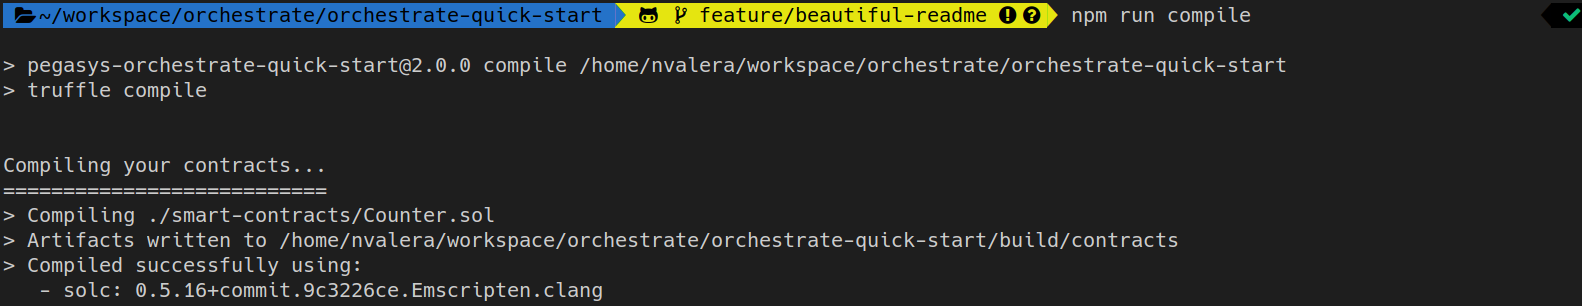 ~/workspace/orchestrate/orchestrate-quick-start feature/beautiful-readme ! ? npm run compile
> pegasys-orchestrate-quick-start@2.0.0 compile /home/nvalera/workspace/orchestrate/orchestrate-quick-start
> truffle compile
Compiling your contracts...
===========================
> Compiling ./smart-contracts/Counter.sol
> Artifacts written to /home/nvalera/workspace/orchestrate/orchestrate-quick-start/build/contracts
> Compiled successfully using:
   - solc: 0.5.16+commit.9c3226ce.Emscripten.clang